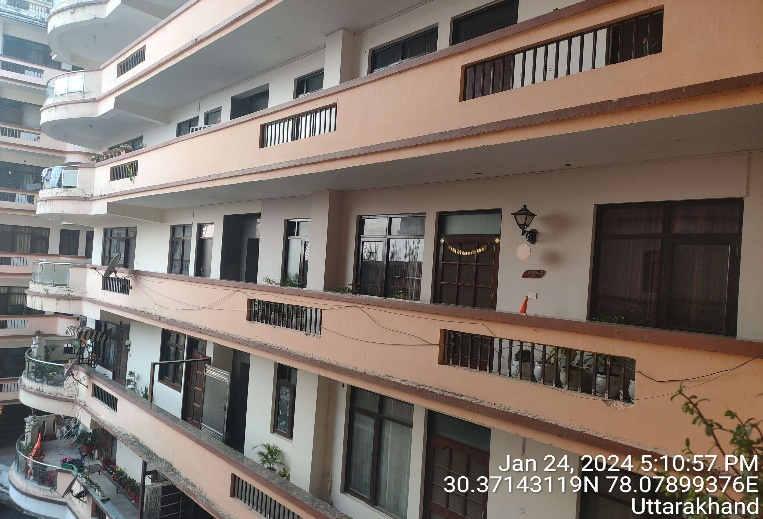 Jan 24, 2024 5:10:57 PM
30.37143119N 78.07899376E
Uttarakhand